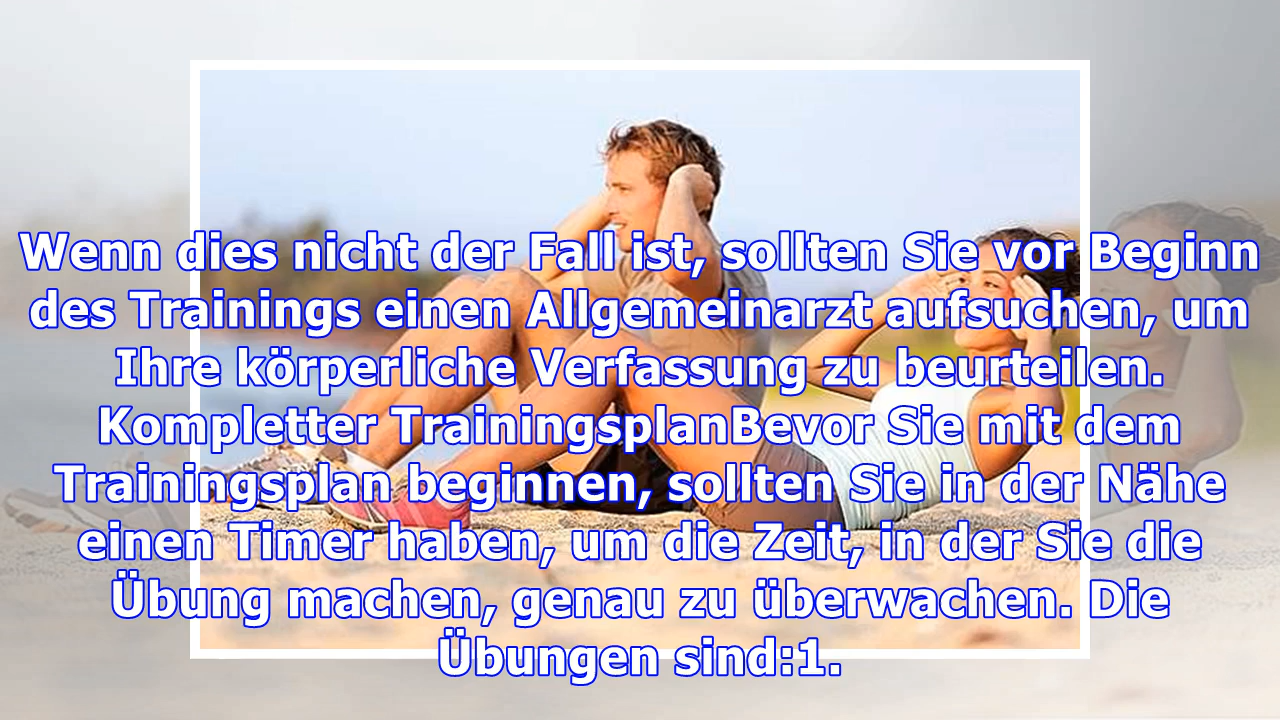 Wenn dies nicht der Fall ist, sollten Sie vor Beginn
des Trainings einen Allgemeinarzt aufsuchen, um
Ihre körperliche Verfassung zu beurteilen.
Kompletter TrainingsplanBevor Sie mit dem
Trainingsplan beginnen, sollten Sie in der Nähe
einen Timer haben, um die Zeit, in der Sie die
Übung machen, genau zu überwachen. Die
Übungen sind:1.